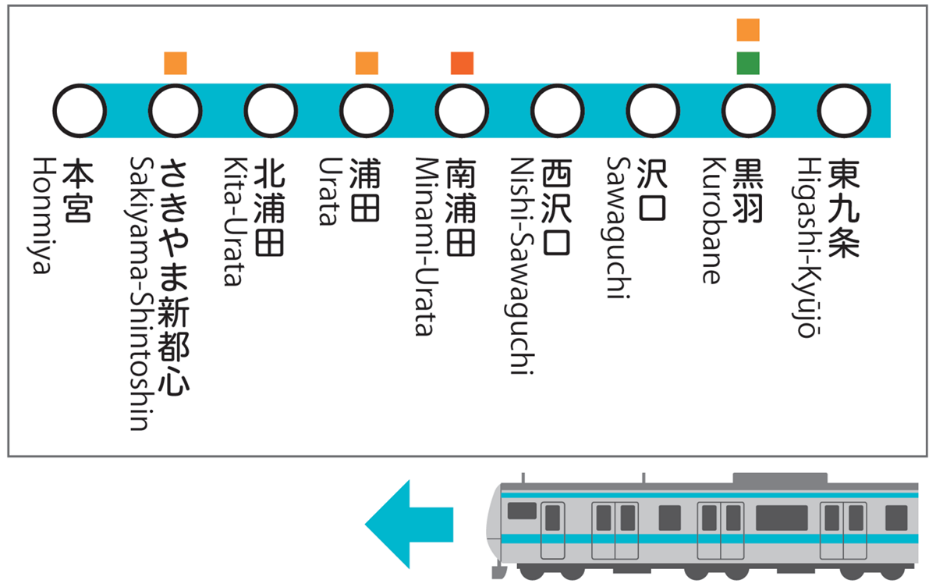 本宮
Honmiya
さきやま新都心
Sakiyama-Shintoshin
北浦田
Kita-Urata
浦田
Urata
南浦田
Minami-Urata
西沢口
Nishi-Sawaguchi
沢口
Sawaguchi
黒羽
Kurobane
東九条
Higashi-Kyūjō